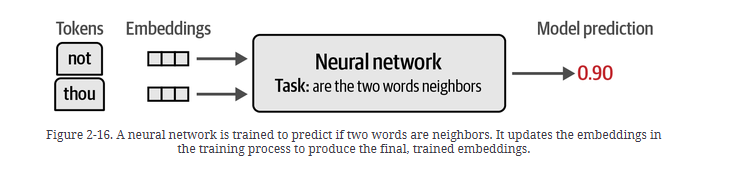 Tokens Embeddings Model prediction
not
Neural network
0.90
Task: are the two words neighbors
thou
Figure 2-16. A neural network is trained to predict if two words are neighbors. It updates the embeddings in
the training process to produce the final, trained embeddings.